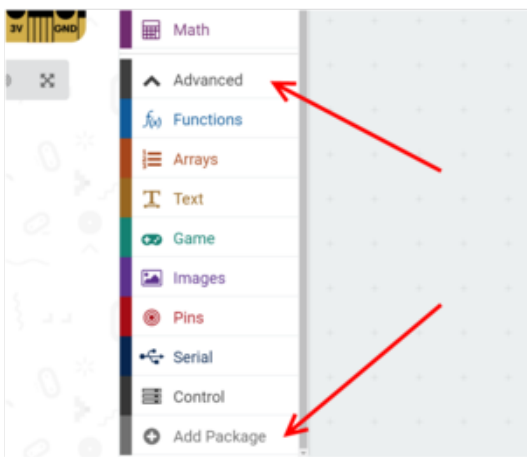 3V GND
Math
Advanced
f(x) Functions
Arrays
T Text
Game
Images
Pins
Serial
Control
Add Package